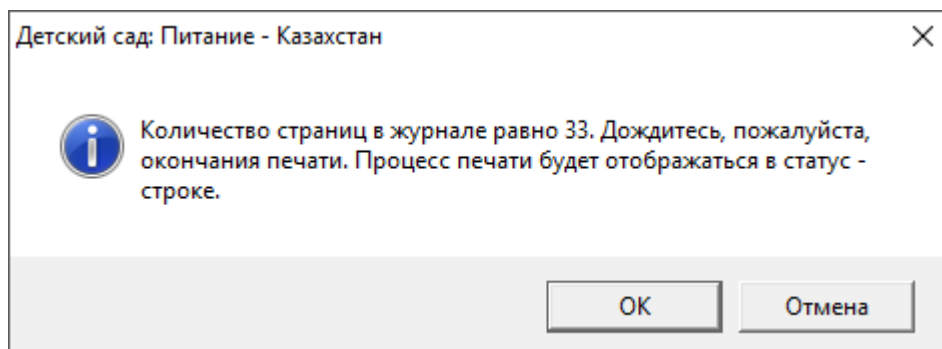 Детский сад: Питание - Казахстан
Количество страниц в журнале равно 33. Дождитесь, пожалуйста,
окончания печати. Процесс печати будет отображаться в статус -
строке.
ОК
Отмена